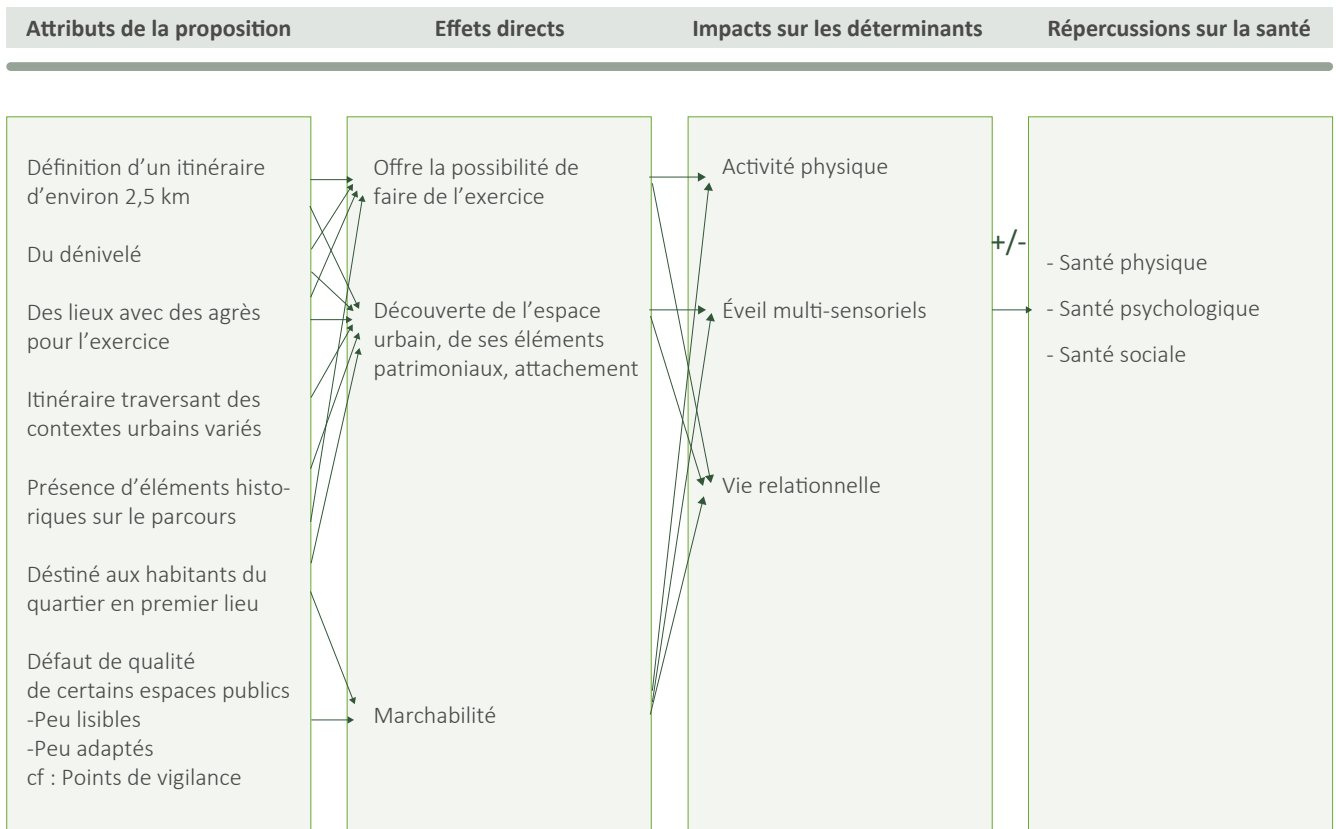 Attributs de la proposition
Effets directs
Impacts sur les déterminants
Répercussions sur la santé
Définition d’un itinéraire
d’environ 2,5 km
Du dénivelé
Des lieux avec des agrès
pour l’exercice
Itinéraire traversant des
contextes urbains variés
Présence d’éléments histo-
riques sur le parcours
Déstiné aux habitants du
quartier en premier lieu
Défaut de qualité
de certains espaces publics
-Peu lisibles
-Peu adaptés
cf : Points de vigilance
Offre la possibilité de
faire de l’exercice
Découverte de l’espace
urbain, de ses éléments
patrimoniaux, attachement
Marchabilité
Activité physique
Éveil multi-sensoriels
Vie relationnelle
+/-
- Santé physique
- Santé psychologique
- Santé sociale